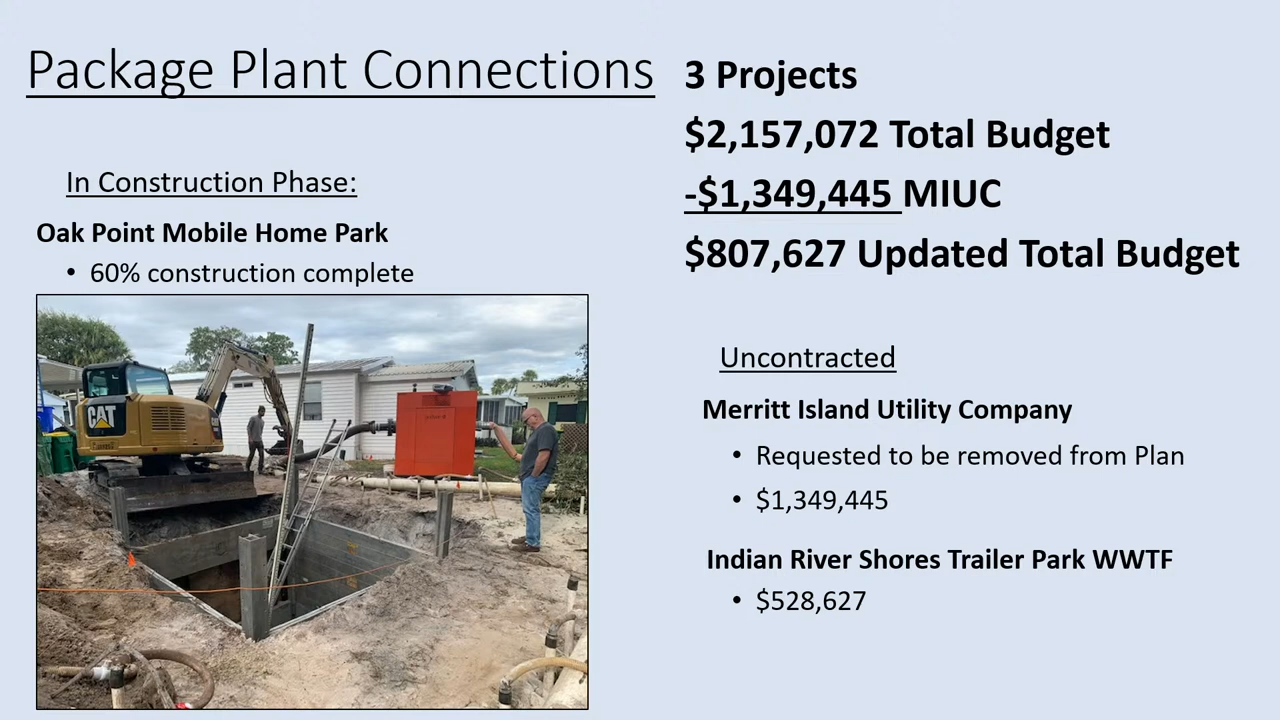 Package Plant Connections
In Construction Phase:
Oak Point Mobile Home Park
• 60% construction complete
CAT
3 Projects
$2,157,072 Total Budget
-$1,349,445 MIUC
$807,627 Updated Total Budget
Uncontracted
Merritt Island Utility Company
• Requested to be removed from Plan
• $1,349,445
Indian River Shores Trailer Park WWTF
• $528,627